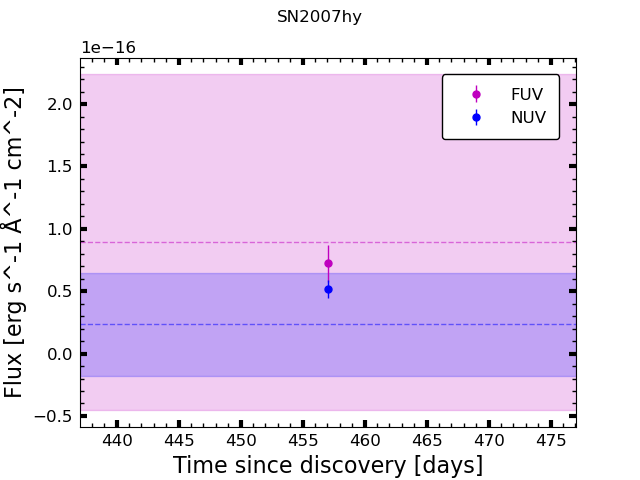 SN2007hy
1e−16
Flux [erg s^-1 Å^-1 cm^-2]
2.0
1.5
1.0
0.5
0.0
−0.5
FUV
NUV
440 445 450 455 460 465 470 475
Time since discovery [days]